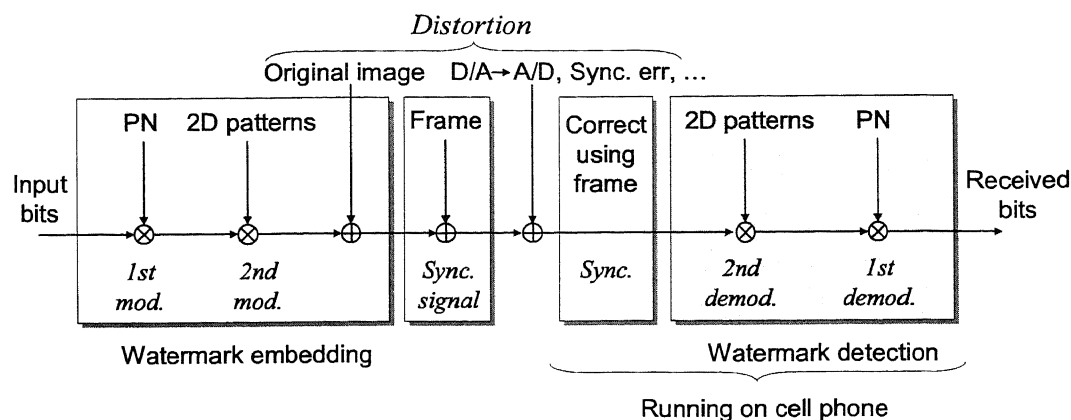 Distortion
Original image D/A→A/D, Sync. err, ...
PN 2D patterns
Frame
Correct
using
frame
2D patterns PN
Input
bits
Received
bits
1st
mod.
2nd
mod.
Sync.
signal
Sync.
2nd
demod.
1st
demod.
Watermark embedding
Watermark detection
Running on cell phone